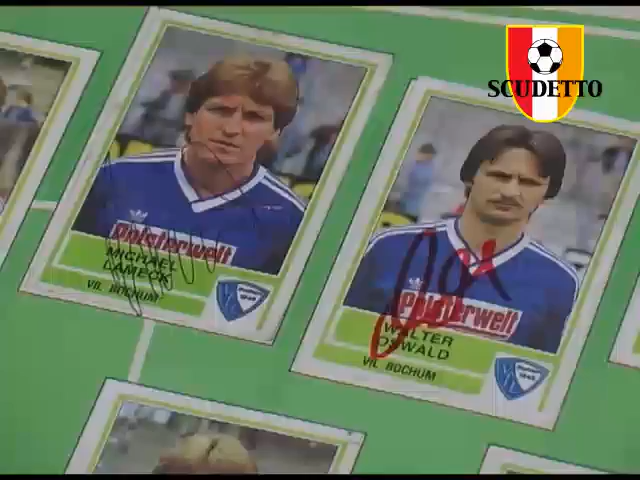 SCUDETTO
Polsterwelt
MICHAEL
LAMECK
VfL BOCHUM
Polsterwelt
WALTER
OSWALD
VfL BOCHUM